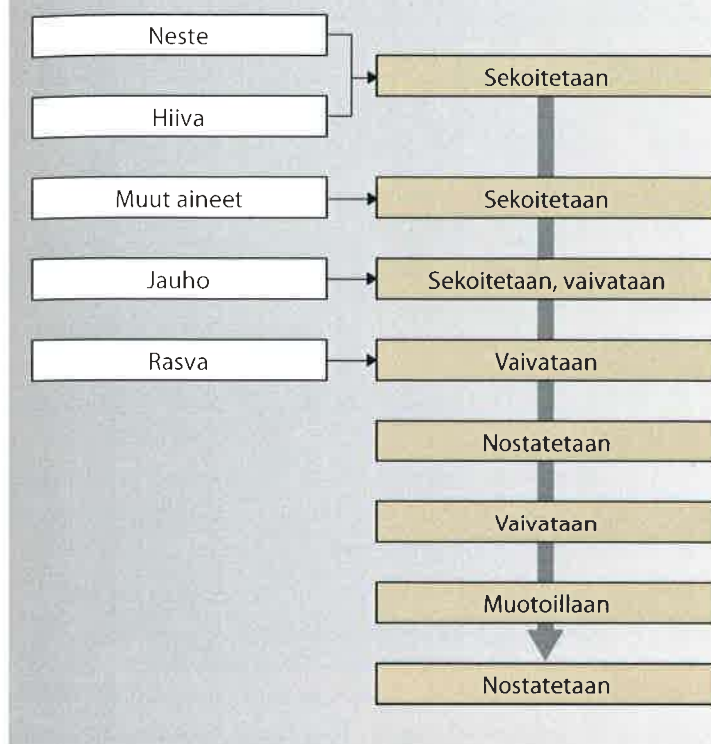 Neste
Hiiva
Sekoitetaan
Muut aineet
Sekoitetaan
Jauho
Sekoitetaan, vaivataan
Rasva
Vaivataan
Nostatetaan
Vaivataan
Muotoillaan
Nostatetaan